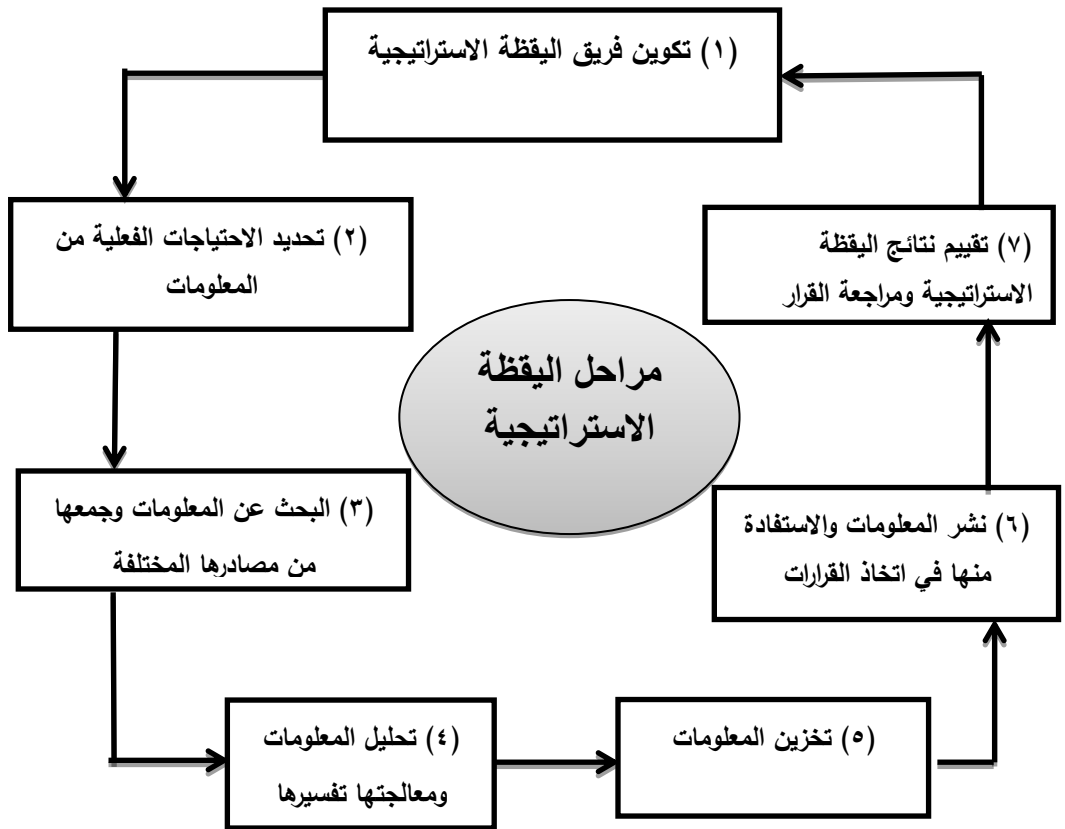 (١) تكوين فريق اليقظة الاستراتيجية
(٢) تحديد الاحتياجات الفعلية من
المعلومات
(٣) البحث عن المعلومات وجمعها
من مصادرها المختلفة
(٤) تحليل المعلومات
ومعالجتها تفسيرها
(٥) تخزين المعلومات
(٦) نشر المعلومات والاستفادة
منها في اتخاذ القرارات
(٧) تقييم نتائج اليقظة
الاستراتيجية ومراجعة القرار
مراحل اليقظة
الاستراتيجية